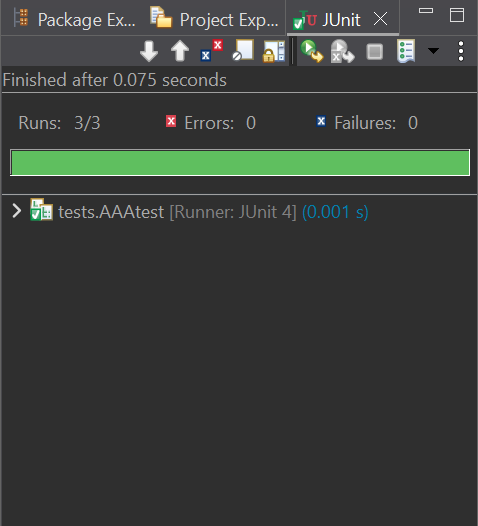 Package Ex... Project Exp... JUnit
Finished after 0.075 seconds
Runs: 3/3 Errors: 0 Failures: 0
tests.AAAtest [Runner: JUnit 4] (0.001 s)